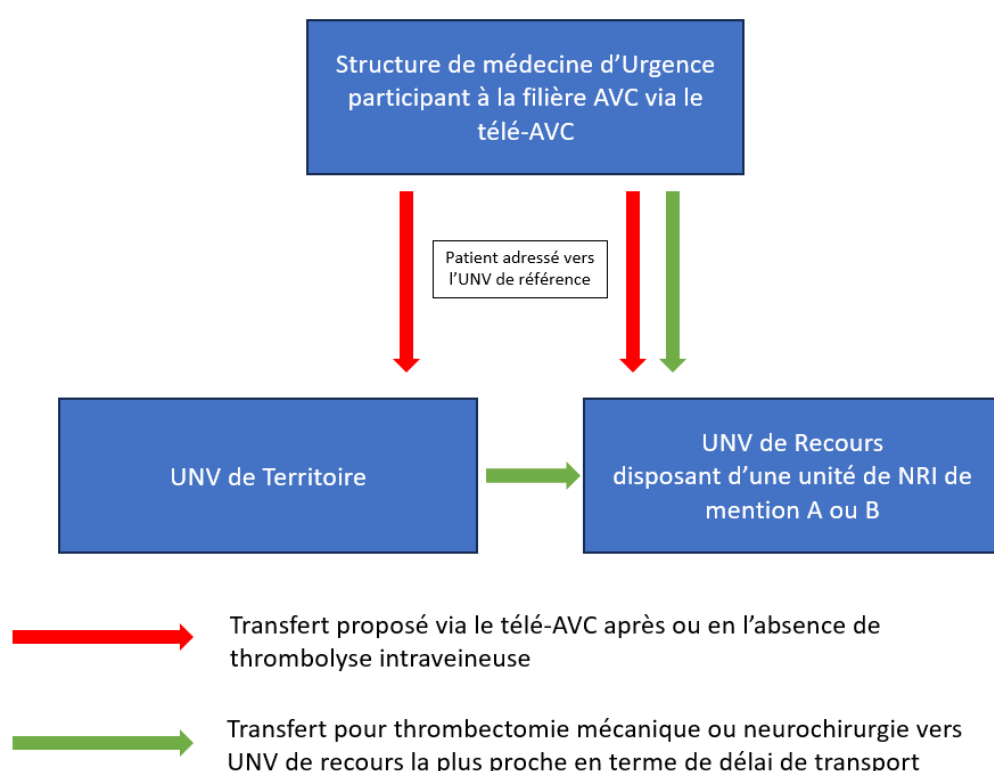 Structure de médecine d’Urgence
participant à la filière AVC via le
télé-AVC
Patient adressé vers
l’UNV de référence
UNV de Territoire
UNV de Recours
disposant d’une unité de NRI de
mention A ou B
Transfert proposé via le télé-AVC après ou en l’absence de
thrombolyse intraveineuse
Transfert pour thrombectomie mécanique ou neurochirurgie vers
UNV de recours la plus proche en terme de délai de transport